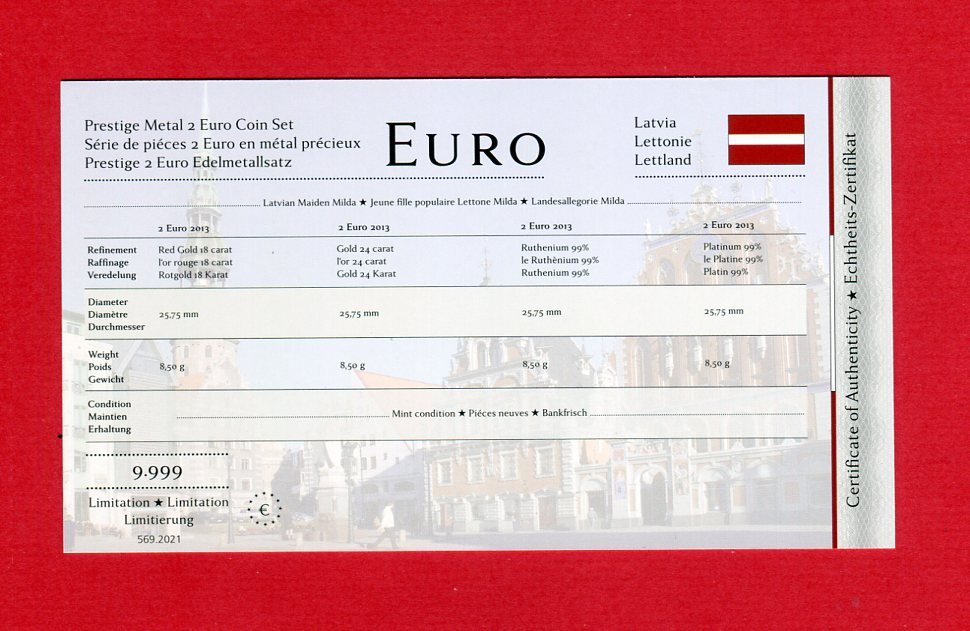 Prestige Metal 2 Euro Coin Set
Série de piéces 2 Euro en métal précieux
Prestige 2 Euro Edelmetallsatz
EURO
Latvia
Lettonie
Lettland
Latvian Maiden Milda ★ Jeune fille populaire Lettone Milda ★ Landesallegorie Milda
2 Euro 2013 2 Euro 2013 2 Euro 2013 2 Euro 2013
Refinement Red Gold 18 carat Gold 24 carat Ruthenium 99% Platinum 99%
Raffinage l'or rouge 18 carat l'or 24 carat le Ruthènium 99% le Platine 99%
Veredelung Rotgold 18 Karat Gold 24 Karat Ruthenium 99% Platin 99%
Diameter
Diamètre 25,75 mm 25,75 mm 25,75 mm 25,75 mm
Durchmesser
Weight
Poids 8,50 g 8,50 g 8,50 g 8,50 g
Gewicht
Condition
Maintien Mint condition ★ Piéces neuves ★ Bankfrisch
Erhaltung
9.999
Limitation ★ Limitation
Limitierung
569.2021
€
Certificate of Authenticity ★ Echtheits-Zertifikat